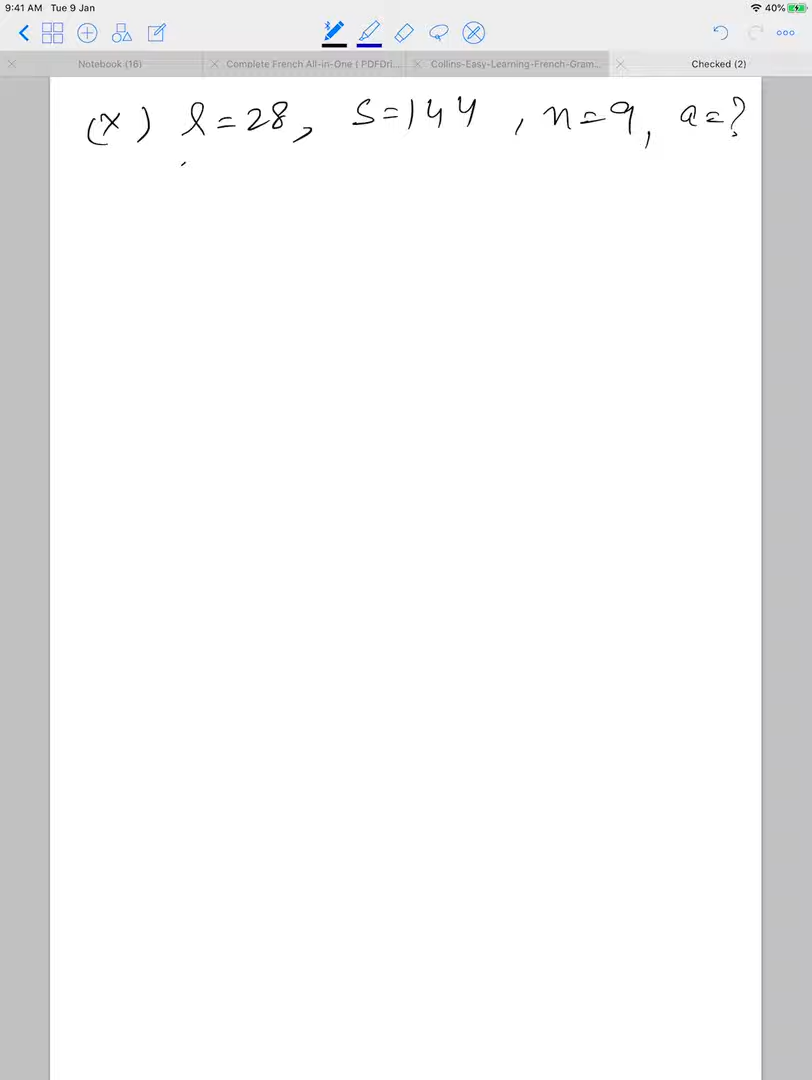 9:41 AM Tue 9 Jan 40%
Notebook (16) Complete French All-in-One ( PDFDri... Collins-Easy-Learning-French-Gram... Checked (2)
(x) l=28, S=144, n=9, a=?